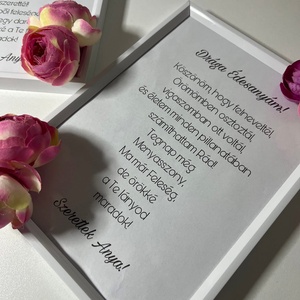 Drága Édesanyám!
Köszönöm, hogy felneveltél,
Örömömben osztoztál,
vigaszomban ott voltál,
és életem minden pillanatában
számíthattam Rád!
Tegnap még
Menyasszony,
Ma már Feleség,
de örökké
a Te lányod
maradok!
Szeretlek Anya!